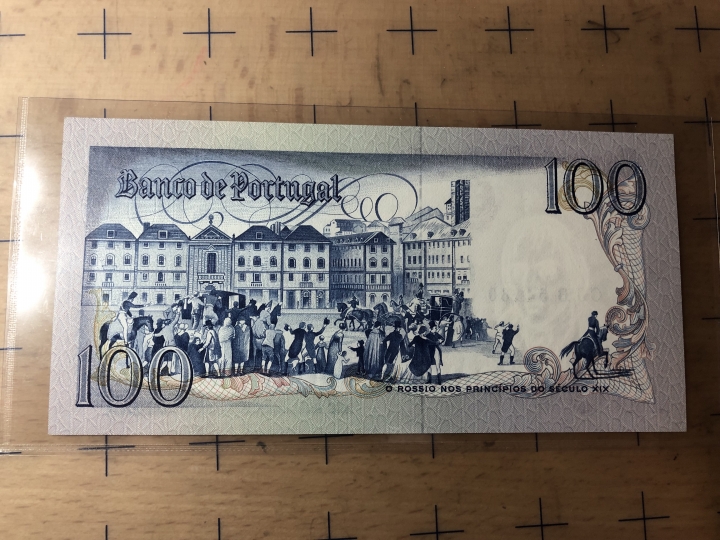 Banco de Portugal
100
100
O ROSSIO NOS PRINCÍPIOS DO SÉCULO XIX